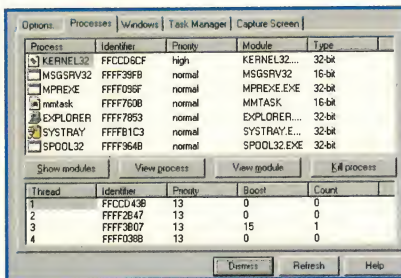 Options Processes Windows Task Manager Capture Screen
Process Identifier Priority Module Type
KERNEL32 FFCCD6CF high KERNEL32.... 32-bit
MSGSRV32 FFFF39FB normal MSGSRV32 16-bit
MPREXE FFFF096F normal MPREXE.EXE 32-bit
mmtask FFFF7608 normal MMTASK 16-bit
EXPLORER FFFF7853 normal EXPLORER.... 32-bit
SYSTRAY FFFFB1C3 normal SYSTRAY.E... 32-bit
SPOOL32 FFFF964B normal SPOOL32.EXE 32-bit
Show modules View process View module Kill process
Thread Identifier Priority Boost Count
1 FFCCD43B 13 0 0
2 FFFF2B47 13 0 0
3 FFFF3B07 13 15 1
4 FFFF038B 13 0 0
Dismiss Refresh Help